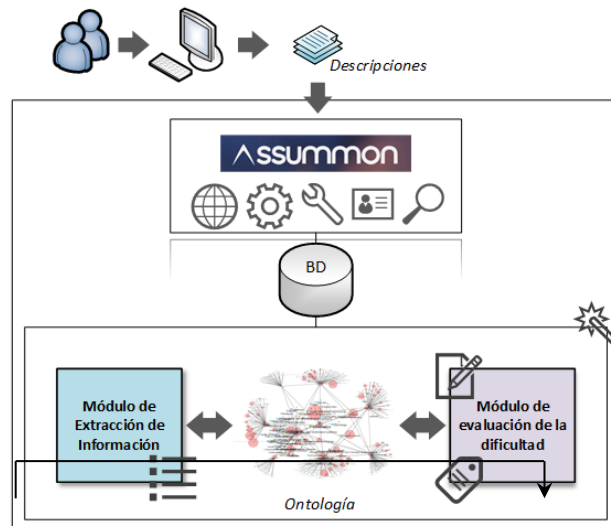 Descripciones
Assummon
BD
Módulo de
Extracción de
Información
Módulo de
evaluación de la
dificultad
Ontología